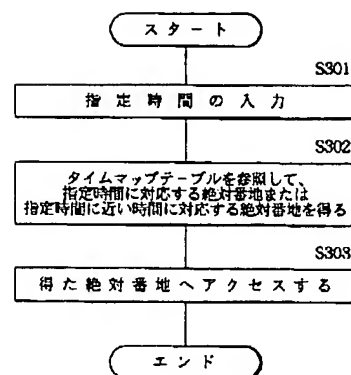 スタート
S301
指定時間の入力
S302
タイムマップテーブルを参照して、
指定時間に対応する絶対番地または
指定時間に近い時間に対応する絶対番地を得る
S303
得た絶対番地へアクセスする
エンド